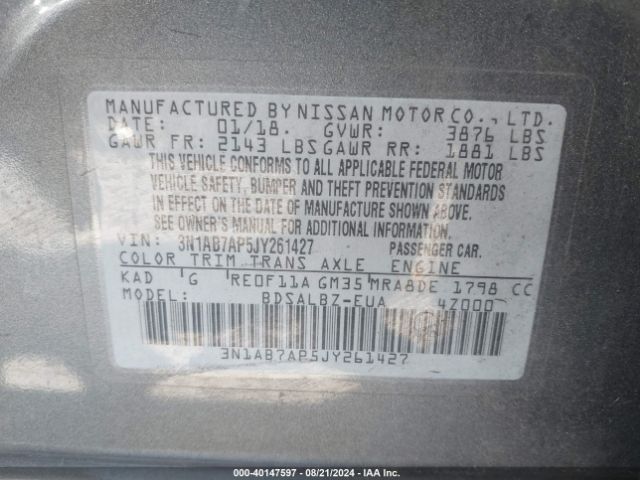 MANUFACTURED BY NISSAN MOTOR CO., LTD.
DATE: 01/18. GVWR: 3876 LBS
GAWR FR: 2143 LBS GAWR RR: 1881 LBS
THIS VEHICLE CONFORMS TO ALL APPLICABLE FEDERAL MOTOR
VEHICLE SAFETY, BUMPER AND THEFT PREVENTION STANDARDS
IN EFFECT ON THE DATE OF MANUFACTURE SHOWN ABOVE.
SEE OWNER'S MANUAL FOR ADDITIONAL INFORMATION.
VIN: 3N1AB7AP5JY261427 PASSENGER CAR.
COLOR TRIM TRANS AXLE ENGINE
KAD G RE0F11A GM35 MRA8DE 1798 CC
MODEL: BDSALBZ-EUA 4Z000
3N1AB7AP5JY261427
000-40147597 - 08/21/2024 - IAA Inc.